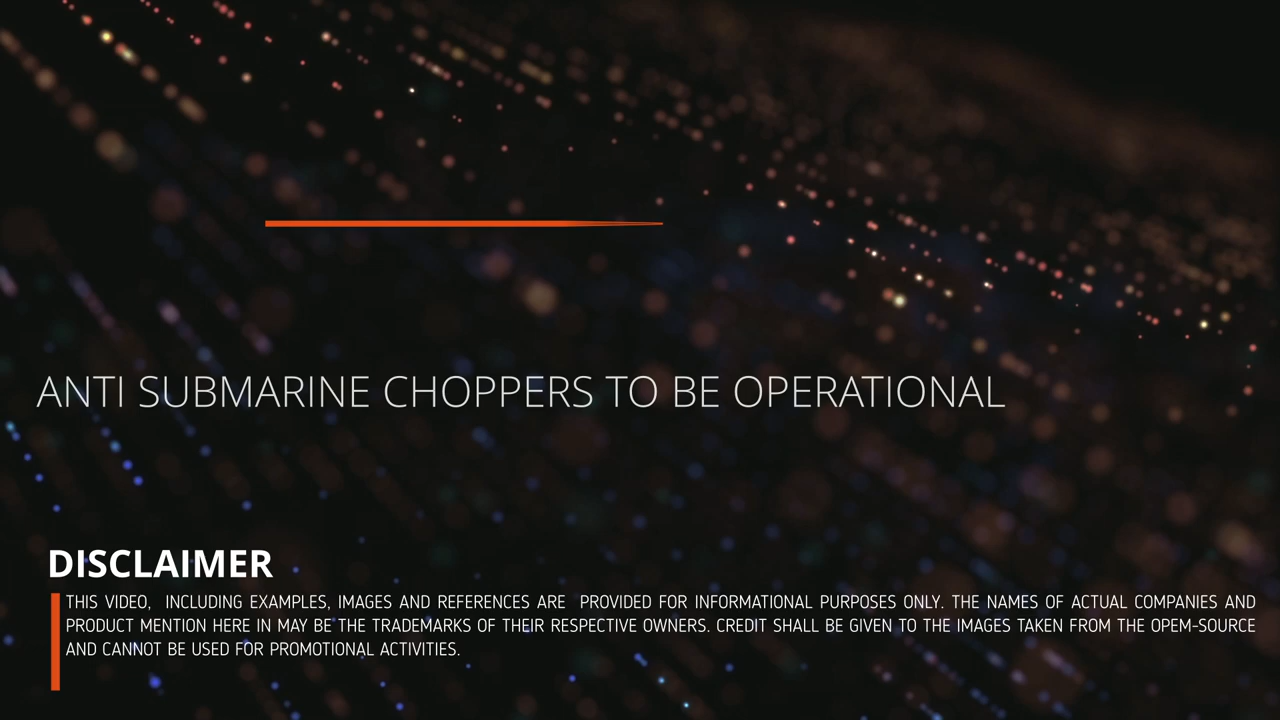 ANTI SUBMARINE CHOPPERS TO BE OPERATIONAL
DISCLAIMER
THIS VIDEO, INCLUDING EXAMPLES, IMAGES AND REFERENCES ARE PROVIDED FOR INFORMATIONAL PURPOSES ONLY. THE NAMES OF ACTUAL COMPANIES AND
PRODUCT MENTION HERE IN MAY BE THE TRADEMARKS OF THEIR RESPECTIVE OWNERS. CREDIT SHALL BE GIVEN TO THE IMAGES TAKEN FROM THE OPEM-SOURCE
AND CANNOT BE USED FOR PROMOTIONAL ACTIVITIES.